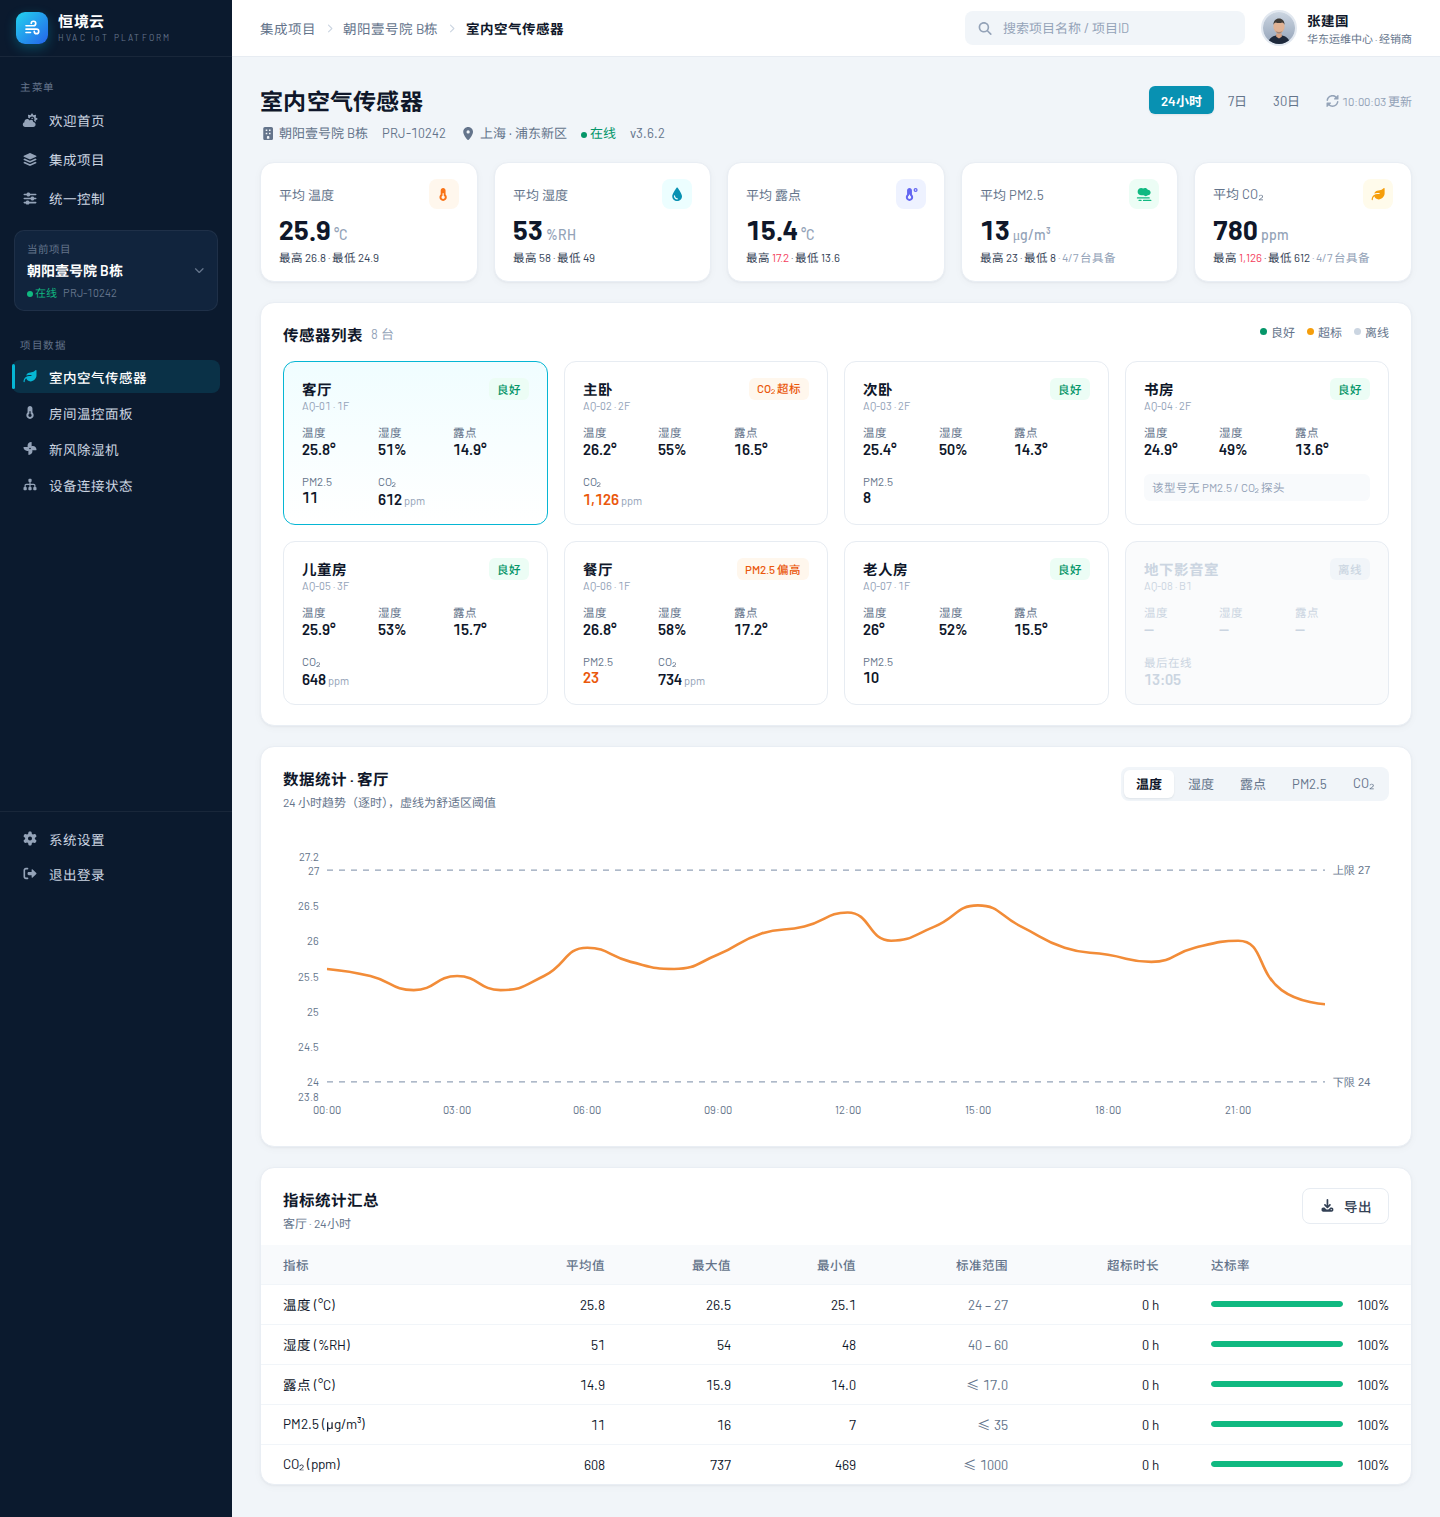 恒境云
HVAC IoT PLATFORM
主菜单
欢迎首页
集成项目
统一控制
当前项目
朝阳壹号院 B栋
在线 PRJ-10242
项目数据
室内空气传感器
房间温控面板
新风除湿机
设备连接状态
系统设置
退出登录
集成项目 朝阳壹号院 B栋 室内空气传感器
搜索项目名称 / 项目ID
张建国
华东运维中心 · 经销商
室内空气传感器
24小时 7日 30日 10:00:03 更新
朝阳壹号院 B栋 PRJ-10242 上海 · 浦东新区 在线 v3.6.2
平均 温度
25.9 °C
最高 26.8 · 最低 24.9
平均 湿度
53 %RH
最高 58 · 最低 49
平均 露点
15.4 °C
最高 17.2 · 最低 13.6
平均 PM2.5
13 μg/m³
最高 23 · 最低 8 · 4/7 台具备
平均 CO₂
780 ppm
最高 1,126 · 最低 612 · 4/7 台具备
传感器列表 8 台
良好 超标 离线
客厅 良好
AQ-01 · 1F
温度 湿度 露点
25.8° 51% 14.9°
PM2.5 CO₂
11 612 ppm
主卧 CO₂ 超标
AQ-02 · 2F
温度 湿度 露点
26.2° 55% 16.5°
CO₂
1,126 ppm
次卧 良好
AQ-03 · 2F
温度 湿度 露点
25.4° 50% 14.3°
PM2.5
8
书房 良好
AQ-04 · 2F
温度 湿度 露点
24.9° 49% 13.6°
该型号无 PM2.5 / CO₂ 探头
儿童房 良好
AQ-05 · 3F
温度 湿度 露点
25.9° 53% 15.7°
CO₂
648 ppm
餐厅 PM2.5 偏高
AQ-06 · 1F
温度 湿度 露点
26.8° 58% 17.2°
PM2.5 CO₂
23 734 ppm
老人房 良好
AQ-07 · 1F
温度 湿度 露点
26° 52% 15.5°
PM2.5
10
地下影音室 离线
AQ-08 · B1
温度 湿度 露点
— — —
最后在线
13:05
数据统计 · 客厅
24 小时趋势（逐时），虚线为舒适区阈值
温度 湿度 露点 PM2.5 CO₂
27.2
27 上限 27
26.5
26
25.5
25
24.5
24 下限 24
23.8
00:00 03:00 06:00 09:00 12:00 15:00 18:00 21:00
指标统计汇总
客厅 · 24小时
导出
指标 平均值 最大值 最小值 标准范围 超标时长 达标率
温度 (°C) 25.8 26.5 25.1 24 – 27 0 h 100%
湿度 (%RH) 51 54 48 40 – 60 0 h 100%
露点 (°C) 14.9 15.9 14.0 ≤ 17.0 0 h 100%
PM2.5 (μg/m³) 11 16 7 ≤ 35 0 h 100%
CO₂ (ppm) 608 737 469 ≤ 1000 0 h 100%